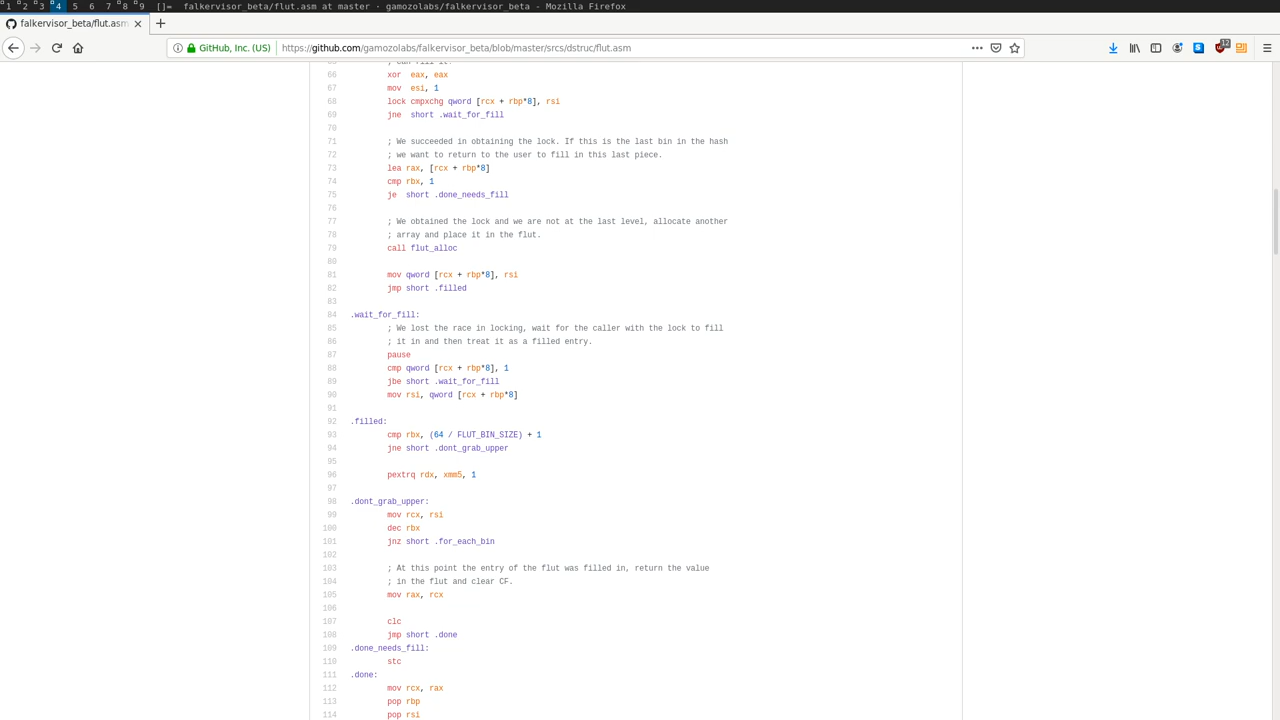 1 2 3 4 5 6 7 8 9 []= falkervisor_beta/flut.asm at master · gamozolabs/falkervisor_beta - Mozilla Firefox
falkervisor_beta/flut.asm
GitHub, Inc. (US) https://github.com/gamozolabs/falkervisor_beta/blob/master/srcs/dstruc/flut.asm
12
66 xor eax, eax
67 mov esi, 1
68 lock cmpxchg qword [rcx + rbp*8], rsi
69 jne short .wait_for_fill
70
71 ; We succeeded in obtaining the lock. If this is the last bin in the hash
72 ; we want to return to the user to fill in this last piece.
73 lea rax, [rcx + rbp*8]
74 cmp rbx, 1
75 je short .done_needs_fill
76
77 ; We obtained the lock and we are not at the last level, allocate another
78 ; array and place it in the flut.
79 call flut_alloc
80
81 mov qword [rcx + rbp*8], rsi
82 jmp short .filled
83
84 .wait_for_fill:
85 ; We lost the race in locking, wait for the caller with the lock to fill
86 ; it in and then treat it as a filled entry.
87 pause
88 cmp qword [rcx + rbp*8], 1
89 jbe short .wait_for_fill
90 mov rsi, qword [rcx + rbp*8]
91
92 .filled:
93 cmp rbx, (64 / FLUT_BIN_SIZE) + 1
94 jne short .dont_grab_upper
95
96 pextrq rdx, xmm5, 1
97
98 .dont_grab_upper:
99 mov rcx, rsi
100 dec rbx
101 jnz short .for_each_bin
102
103 ; At this point the entry of the flut was filled in, return the value
104 ; in the flut and clear CF.
105 mov rax, rcx
106
107 clc
108 jmp short .done
109 .done_needs_fill:
110 stc
111 .done:
112 mov rcx, rax
113 pop rbp
114 pop rsi